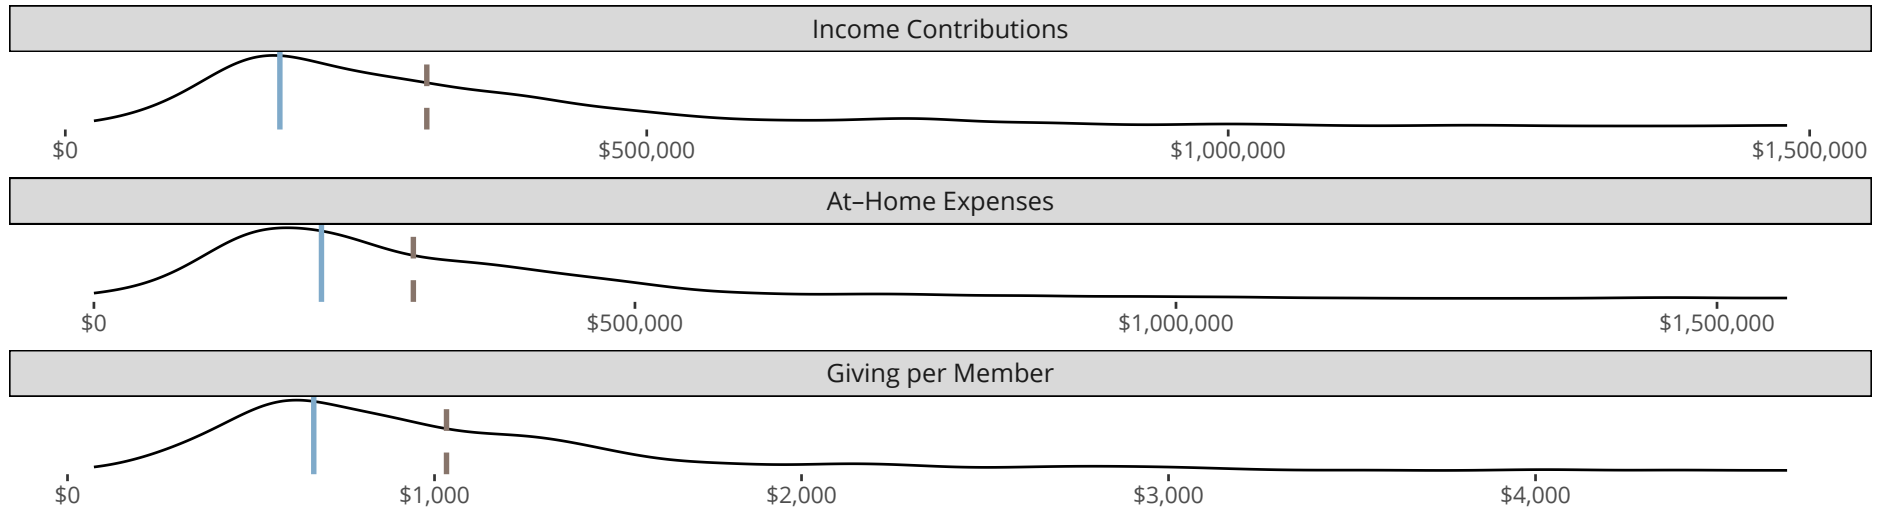 Income Contributions
$0 $500,000 $1,000,000 $1,500,000
At–Home Expenses
$0 $500,000 $1,000,000 $1,500,000
Giving per Member
$0 $1,000 $2,000 $3,000 $4,000